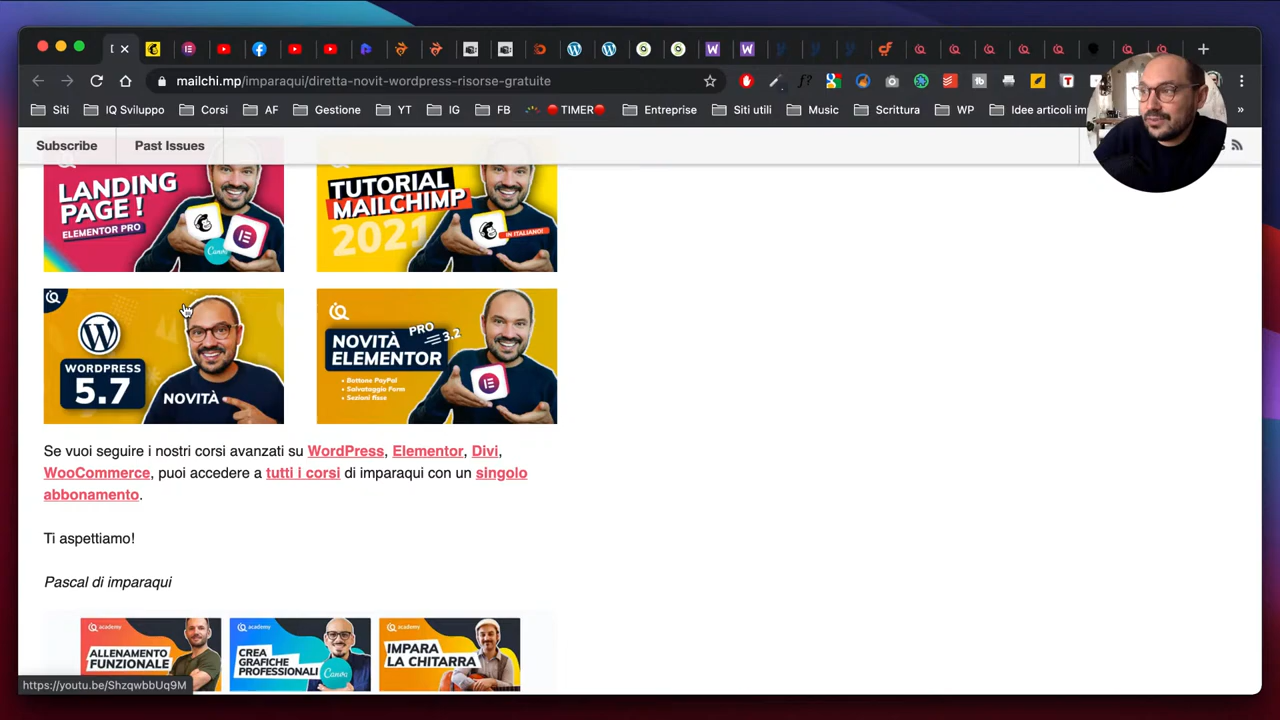 mailchi.mp/imparaqui/diretta-novit-wordpress-risorse-gratuite
Siti
IQ Sviluppo
Corsi
AF
Gestione
YT
IG
FB
TIMER
Entreprise
Siti utili
Music
Scrittura
WP
Idee articoli im
»
Subscribe
Past Issues
LANDING
PAGE !
ELEMENTOR PRO
Canva
TUTORIAL
MAILCHIMP
2021
IN ITALIANO!
WORDPRESS
5.7
NOVITÀ
IQ
NOVITÀ PRO 3.2
ELEMENTOR
• Bottone PayPal
• Salvataggio Form
• Sezioni fisse
Se vuoi seguire i nostri corsi avanzati su WordPress, Elementor, Divi,
WooCommerce, puoi accedere a tutti i corsi di imparaqui con un singolo
abbonamento.
Ti aspettiamo!
Pascal di imparaqui
academy
ALLENAMENTO
FUNZIONALE
academy
CREA
GRAFICHE
PROFESSIONALI
Canva
academy
IMPARA
LA CHITARRA
https://youtu.be/ShzqwbbUq9M